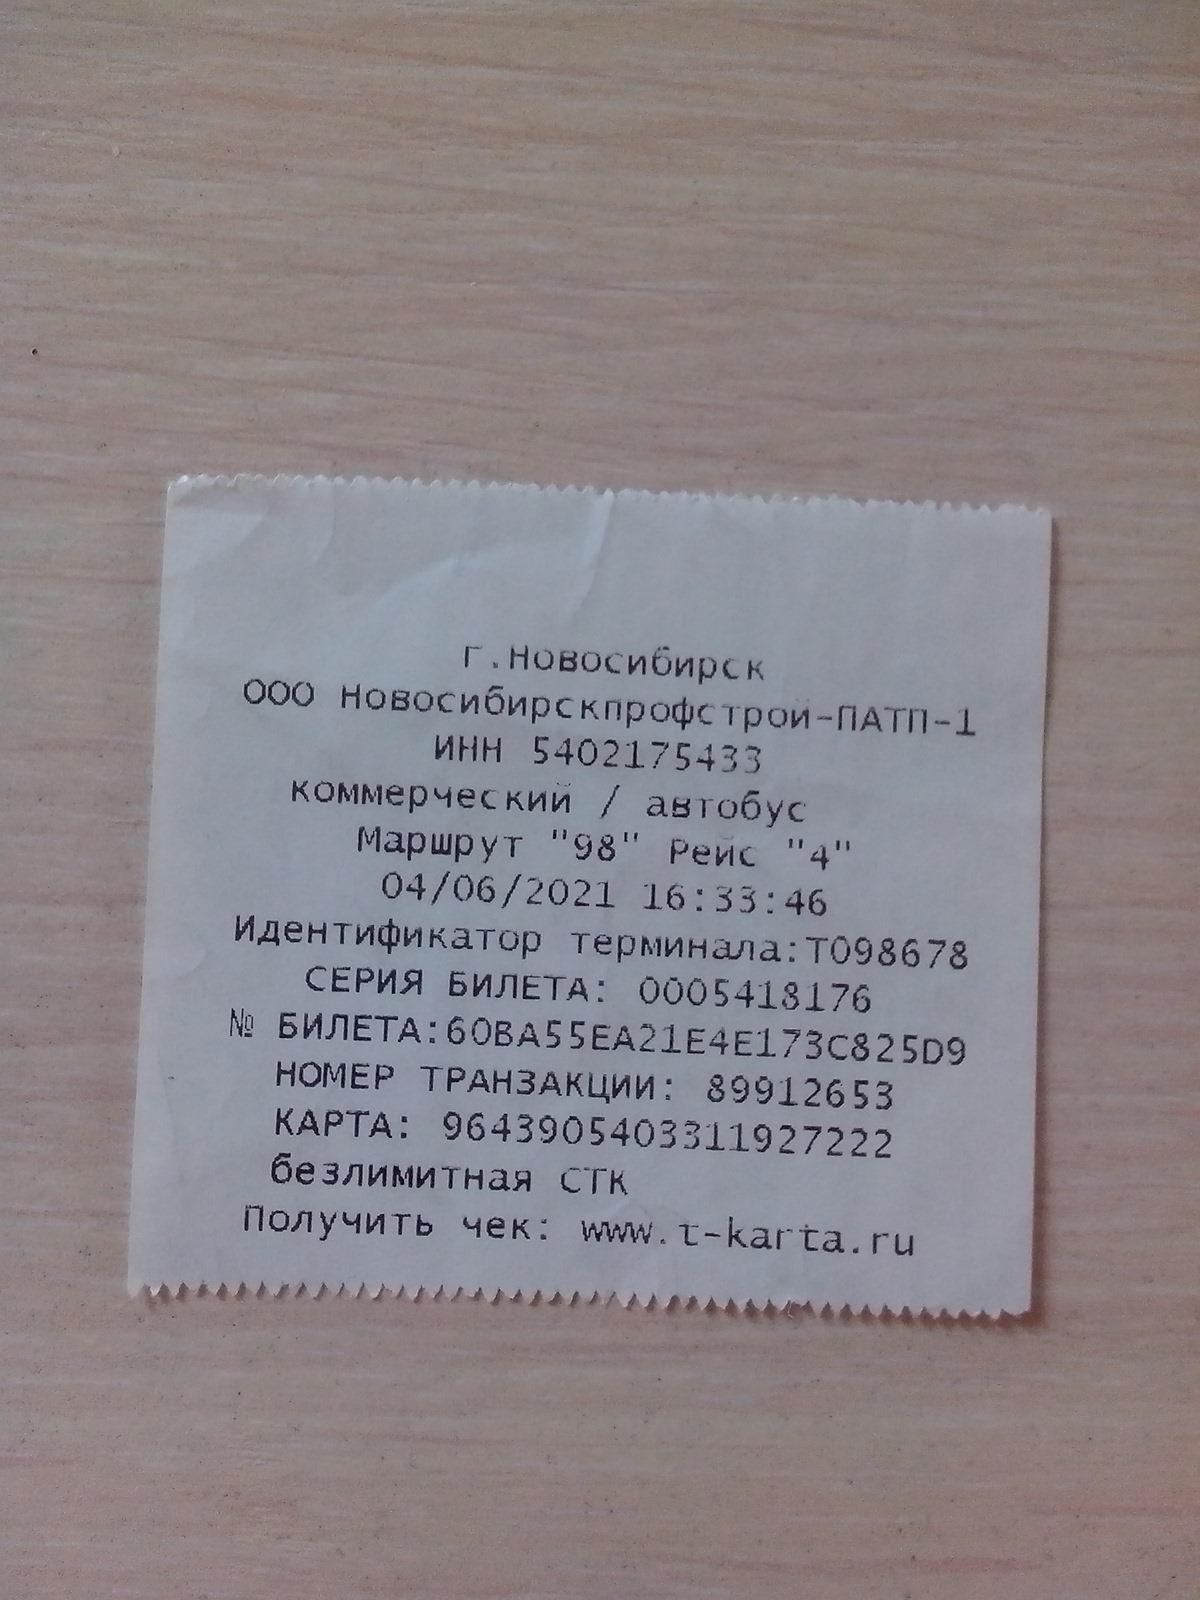 г.Новосибирск
ООО Новосибирскпрофстрой-ПАТП-1
ИНН 5402175433
коммерческий / автобус
Маршрут "98" Рейс "4"
04/06/2021 16:33:46
Идентификатор терминала:Т098678
СЕРИЯ БИЛЕТА: 0005418176
№ БИЛЕТА:60BA55EA21E4E173C825D9
НОМЕР ТРАНЗАКЦИИ: 89912653
КАРТА: 9643905403311927222
безлимитная СТК
Получить чек: www.t-karta.ru